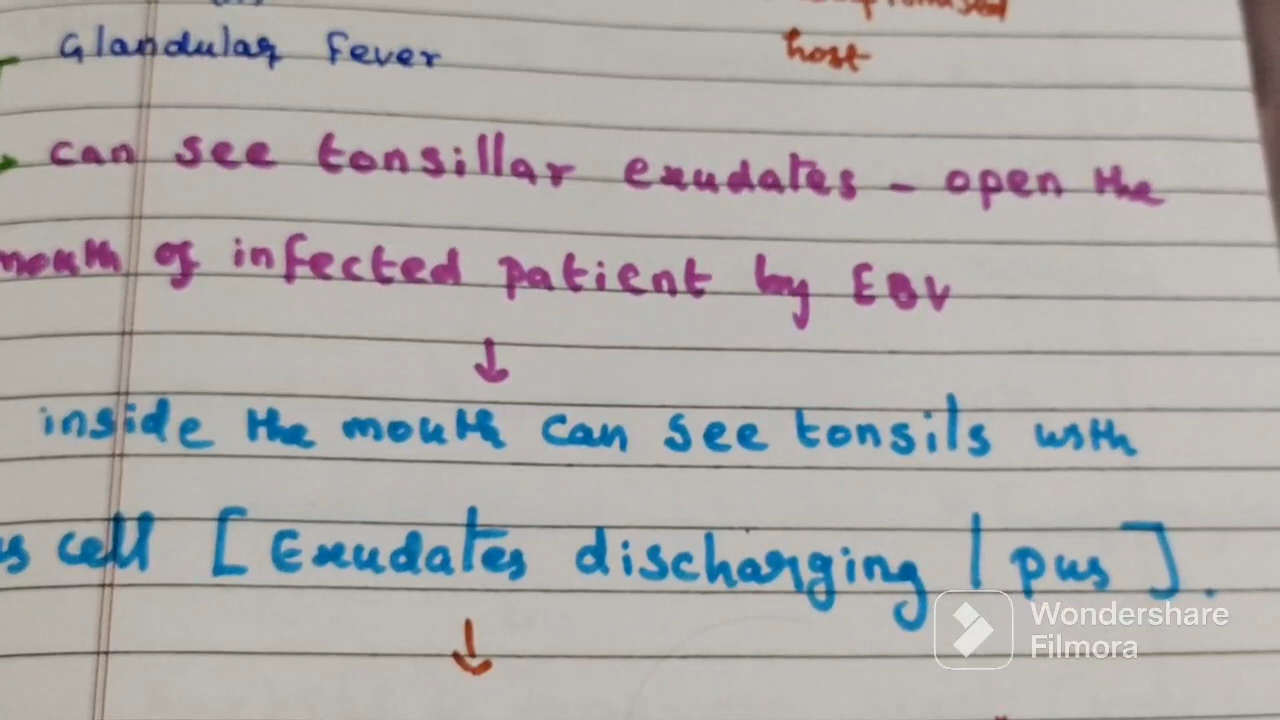 Glandular Fever
host
can see tonsillar exudates - open the
mouth of infected patient by EBV
↓
inside the mouth can see tonsils with
cell [Exudates discharging / pus].
↓
Wondershare
Filmora